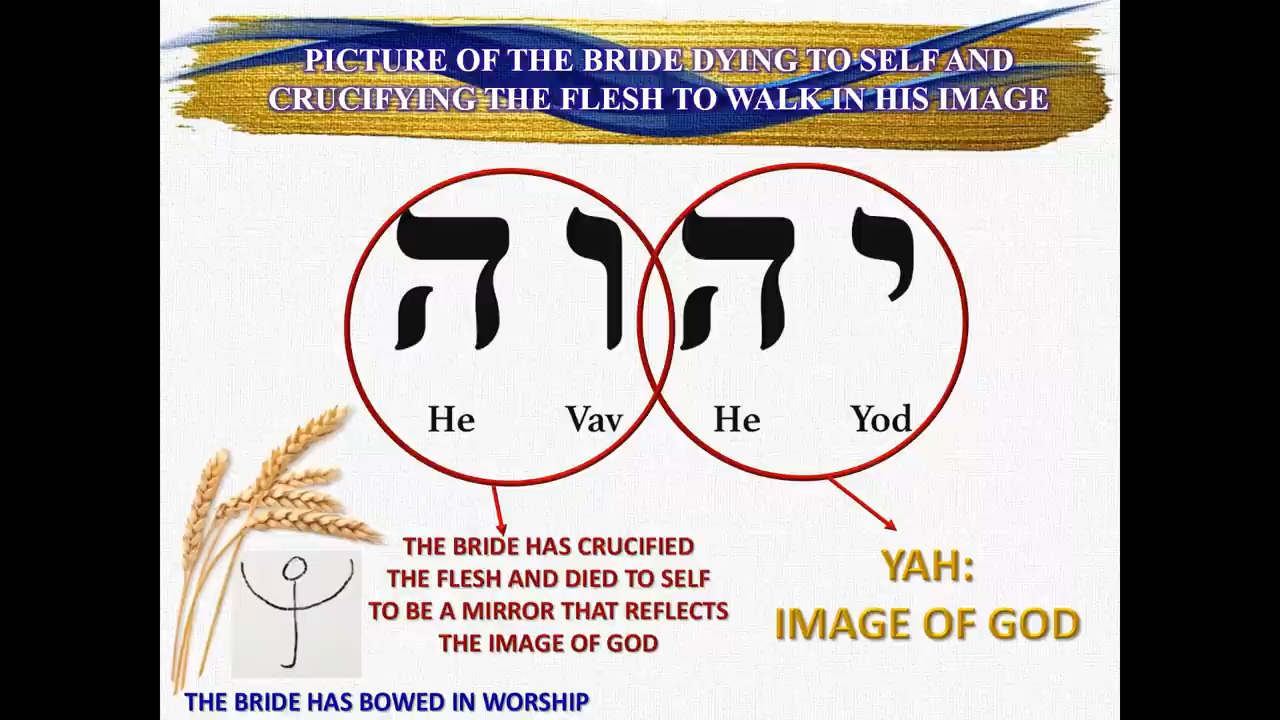 PICTURE OF THE BRIDE DYING TO SELF AND
CRUCIFYING THE FLESH TO WALK IN HIS IMAGE
יהוה
He Vav He Yod
THE BRIDE HAS CRUCIFIED
THE FLESH AND DIED TO SELF
TO BE A MIRROR THAT REFLECTS
THE IMAGE OF GOD
YAH:
IMAGE OF GOD
THE BRIDE HAS BOWED IN WORSHIP